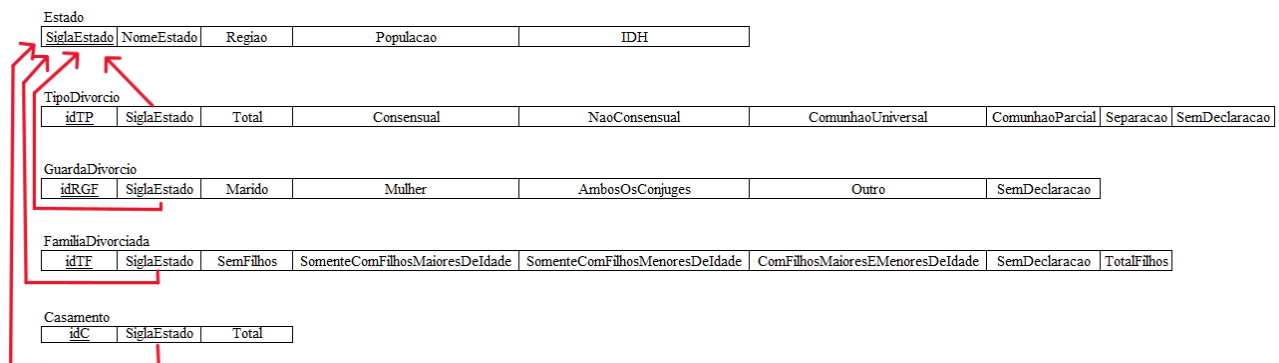 Estado
SiglaEstado NomeEstado Regiao Populacao IDH
TipoDivorcio
idTP SiglaEstado Total Consensual NaoConsensual ComunhaoUniversal ComunhaoParcial Separacao SemDeclaracao
GuardaDivorcio
idRGF SiglaEstado Marido Mulher AmbosOsConjuges Outro SemDeclaracao
FamiliaDivorciada
idTF SiglaEstado SemFilhos SomenteComFilhosMaioresDeIdade SomenteComFilhosMenoresDeIdade ComFilhosMaioresEMenoresDeIdade SemDeclaracao TotalFilhos
Casamento
idC SiglaEstado Total